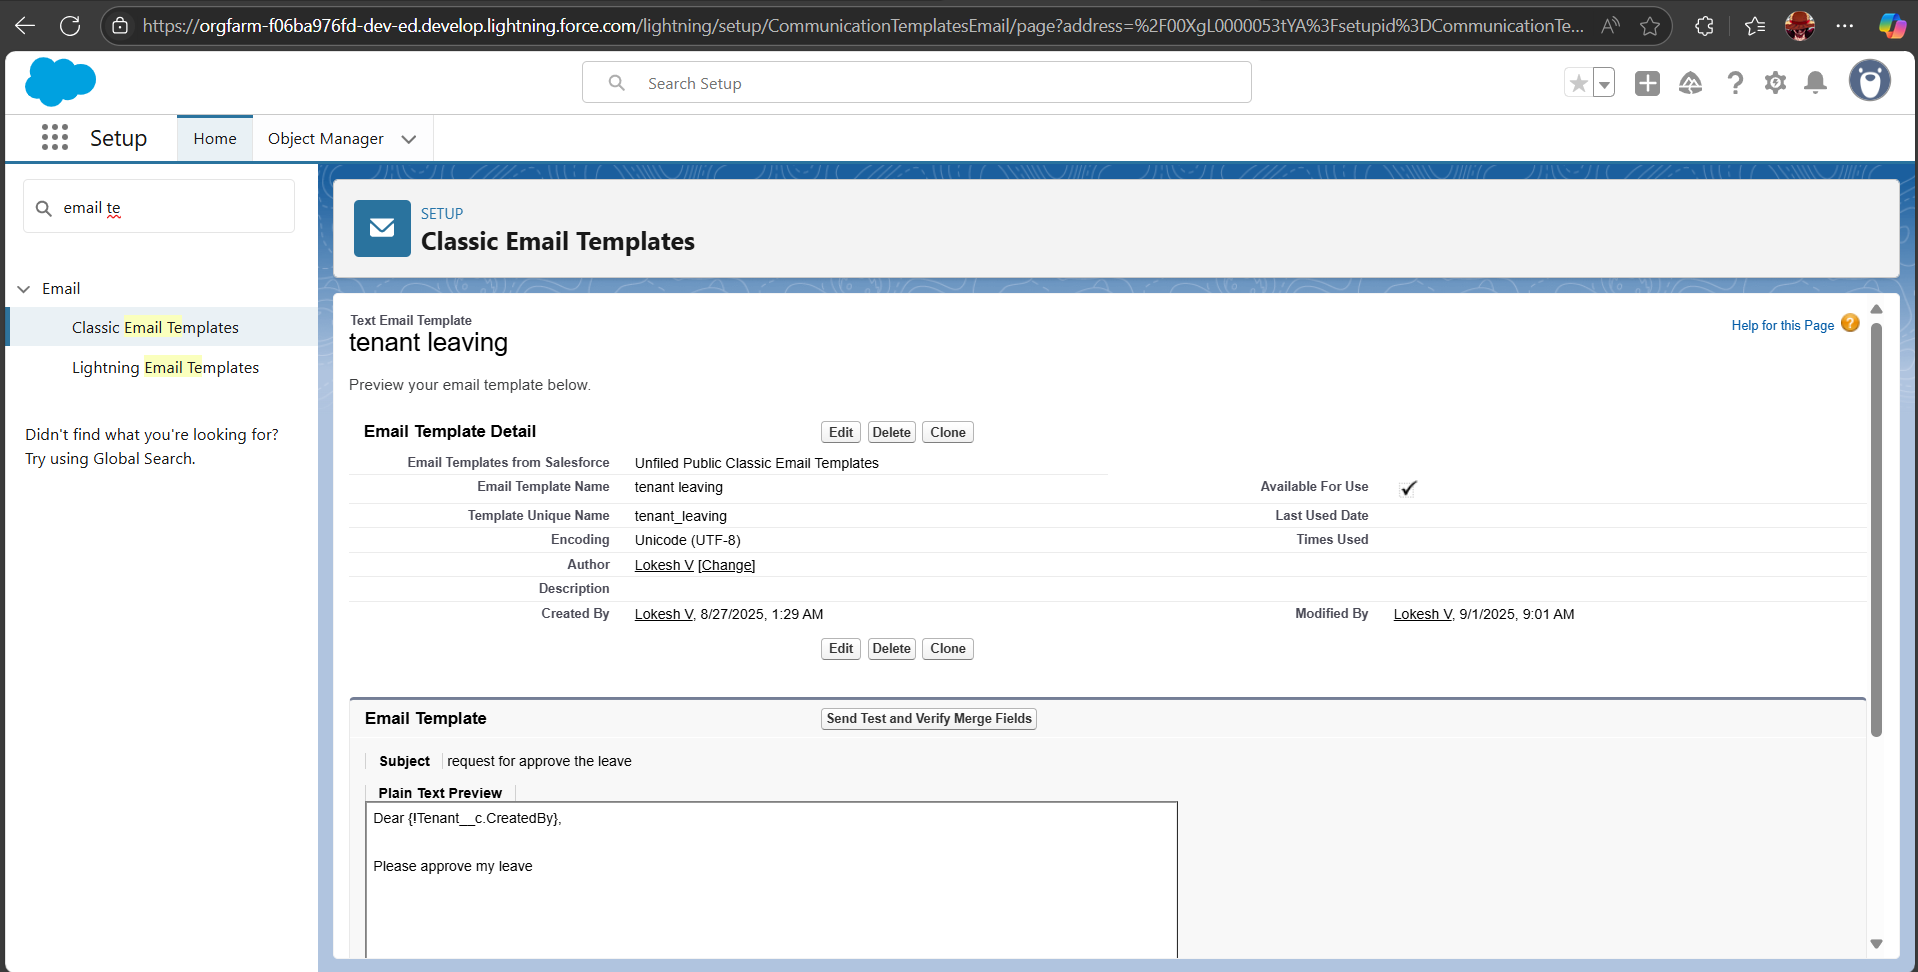 https://orgfarm-f06ba976fd-dev-ed.develop.lightning.force.com/lightning/setup/CommunicationTemplatesEmail/page?address=%2F00XgL0000053tYA%3Fsetupid%3DCommunicationTe...
Search Setup
Setup
Home
Object Manager
email te
Email
Classic Email Templates
Lightning Email Templates
Didn't find what you're looking for?
Try using Global Search.
SETUP
Classic Email Templates
Text Email Template
tenant leaving
Help for this Page
Preview your email template below.
Email Template Detail
Edit Delete Clone
Email Templates from Salesforce Unfiled Public Classic Email Templates
Email Template Name tenant leaving Available For Use
Template Unique Name tenant_leaving Last Used Date
Encoding Unicode (UTF-8) Times Used
Author Lokesh V [Change]
Description
Created By Lokesh V, 8/27/2025, 1:29 AM Modified By Lokesh V, 9/1/2025, 9:01 AM
Edit Delete Clone
Email Template Send Test and Verify Merge Fields
Subject request for approve the leave
Plain Text Preview
Dear {!Tenant__c.CreatedBy},
Please approve my leave